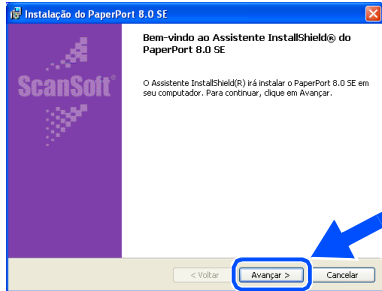 Instalação do PaperPort 8.0 SE
Bem-vindo ao Assistente InstallShield® do
PaperPort 8.0 SE
ScanSoft®
O Assistente InstallShield(R) irá instalar o PaperPort 8.0 SE em
seu computador. Para continuar, clique em Avançar.
< Voltar
Avançar >
Cancelar